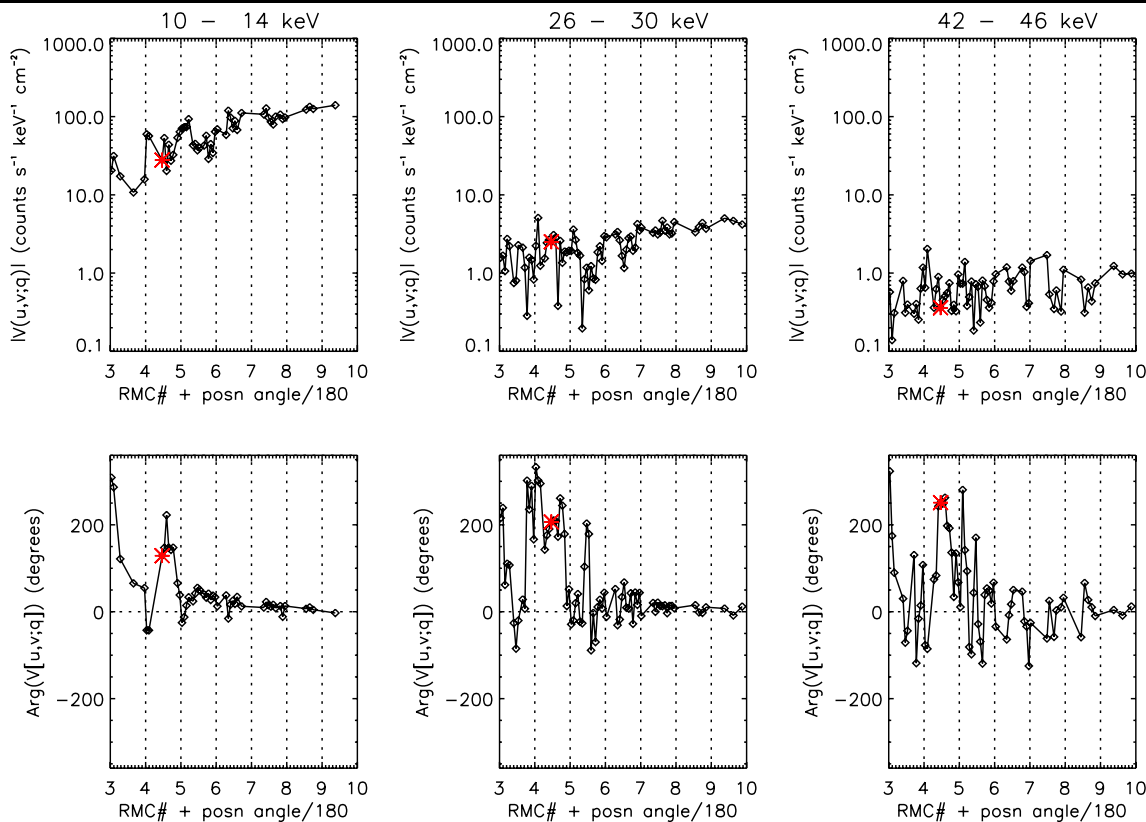 10 − 14 keV
26 − 30 keV
42 − 46 keV
|V(u,v;q)| (counts s⁻¹ keV⁻¹ cm⁻²)
1000.0
100.0
10.0
1.0
0.1
3 4 5 6 7 8 9 10
RMC# + posn angle/180
|V(u,v;q)| (counts s⁻¹ keV⁻¹ cm⁻²)
1000.0
100.0
10.0
1.0
0.1
3 4 5 6 7 8 9 10
RMC# + posn angle/180
|V(u,v;q)| (counts s⁻¹ keV⁻¹ cm⁻²)
1000.0
100.0
10.0
1.0
0.1
3 4 5 6 7 8 9 10
RMC# + posn angle/180
Arg(V[u,v;q]) (degrees)
200
0
−200
3 4 5 6 7 8 9 10
RMC# + posn angle/180
Arg(V[u,v;q]) (degrees)
200
0
−200
3 4 5 6 7 8 9 10
RMC# + posn angle/180
Arg(V[u,v;q]) (degrees)
200
0
−200
3 4 5 6 7 8 9 10
RMC# + posn angle/180